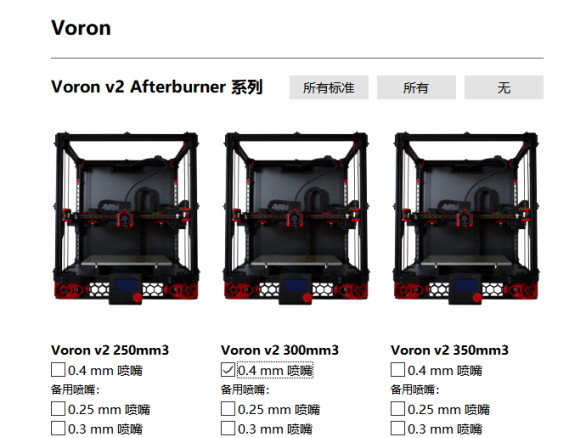 Voron
Voron v2 Afterburner 系列 所有标准 所有 无
Voron v2 250mm3 Voron v2 300mm3 Voron v2 350mm3
0.4 mm 喷嘴 0.4 mm 喷嘴 0.4 mm 喷嘴
备用喷嘴： 备用喷嘴： 备用喷嘴：
0.25 mm 喷嘴 0.25 mm 喷嘴 0.25 mm 喷嘴
0.3 mm 喷嘴 0.3 mm 喷嘴 0.3 mm 喷嘴